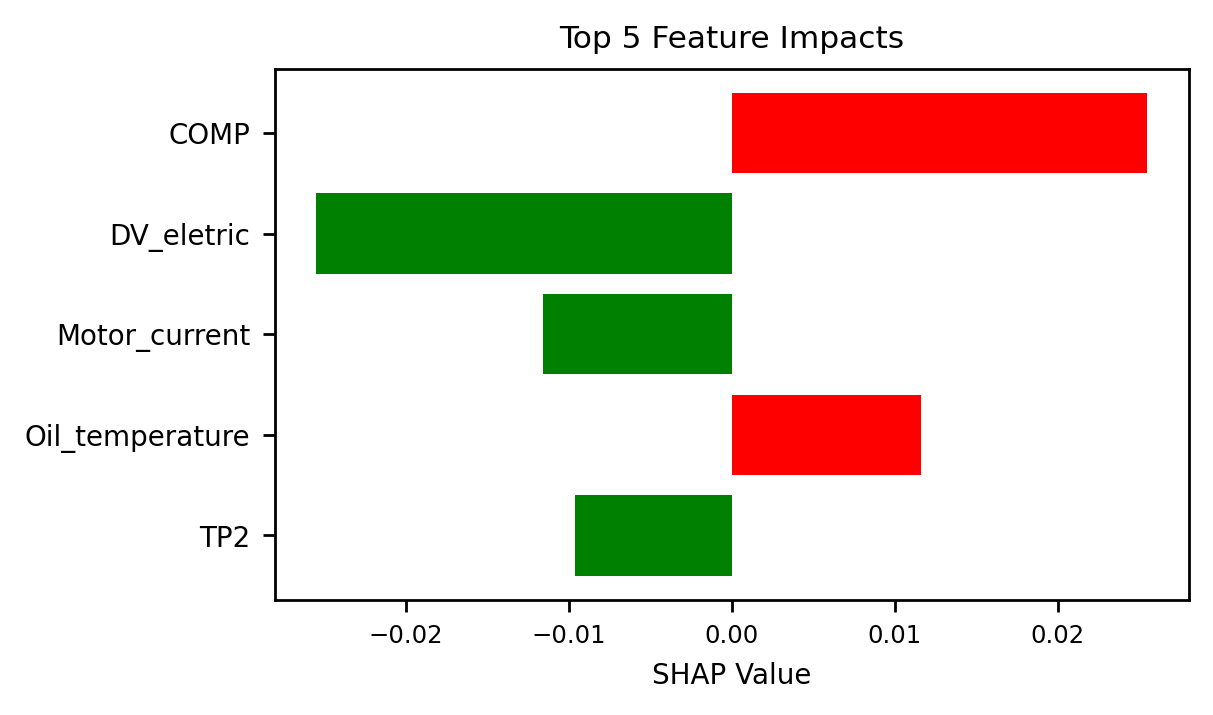 Top 5 Feature Impacts
COMP
DV_eletric
Motor_current
Oil_temperature
TP2
−0.02 −0.01 0.00 0.01 0.02
SHAP Value